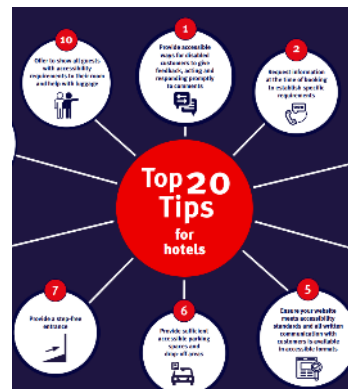 10
Offer to show all guests
with accessibility
requirements to their room
and help with luggage
1
Provide accessible
ways for disabled
customers to give
feedback, acting and
responding promptly
to comments
2
Request information
at the time of booking
to establish specific
requirements
Top 20
Tips
for
hotels
7
Provide a step-free
entrance
6
Provide sufficient
accessible parking
spaces and
drop-off areas
5
Ensure your website
meets accessibility
standards and all written
communication with
customers is available
in accessible formats